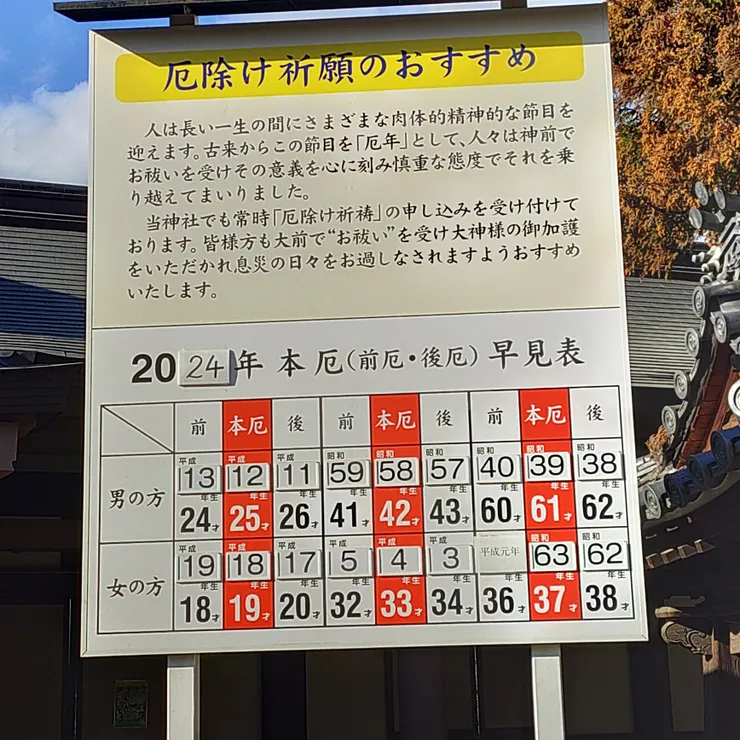 厄除け祈願のおすすめ
人は長い一生の間にさまざまな肉体的精神的な節目を
迎えます。古来からこの節目を「厄年」として、人々は神前で
お祓いを受けその意義を心に刻み慎重な態度でそれを乗
り越えてまいりました。
当神社でも常時「厄除け祈祷」の申し込みを受け付けて
おります。皆様方も大前で“お祓い”を受け大神様の御加護
をいただかれ息災の日々をお過しなされますようおすすめ
いたします。
2024年 本厄(前厄・後厄) 早見表
前 本厄 後 前 本厄 後 前 本厄 後
平成 平成 平成 昭和 昭和 昭和 昭和 昭和 昭和
13 12 11 59 58 57 40 39 38
年生 年生 年生 年生 年生 年生 年生 年生 年生
男の方 24才 25才 26才 41才 42才 43才 60才 61才 62才
平成 平成 平成 平成 平成 平成 平成元年 昭和 昭和
19 18 17 5 4 3 63 62
年生 年生 年生 年生 年生 年生 年生 年生 年生
女の方 18才 19才 20才 32才 33才 34才 36才 37才 38才